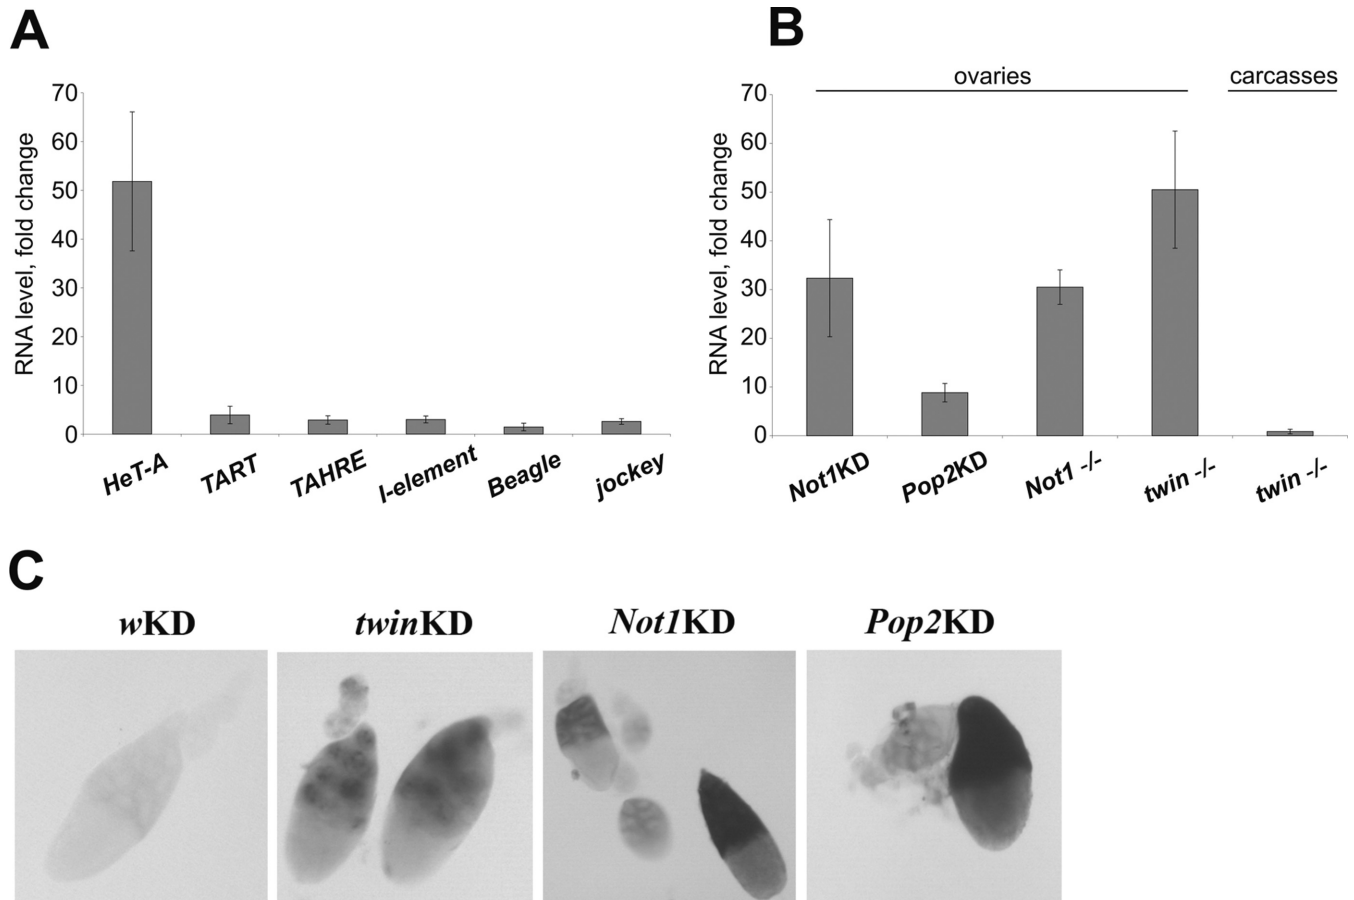 A
B
ovaries
carcasses
RNA level, fold change
70
60
50
40
30
20
10
0
HeT-A
TART
TAHRE
I-element
Beagle
jockey
RNA level, fold change
70
60
50
40
30
20
10
0
Not1KD
Pop2KD
Not1 -/-
twin -/-
twin -/-
C
wKD
twinKD
Not1KD
Pop2KD